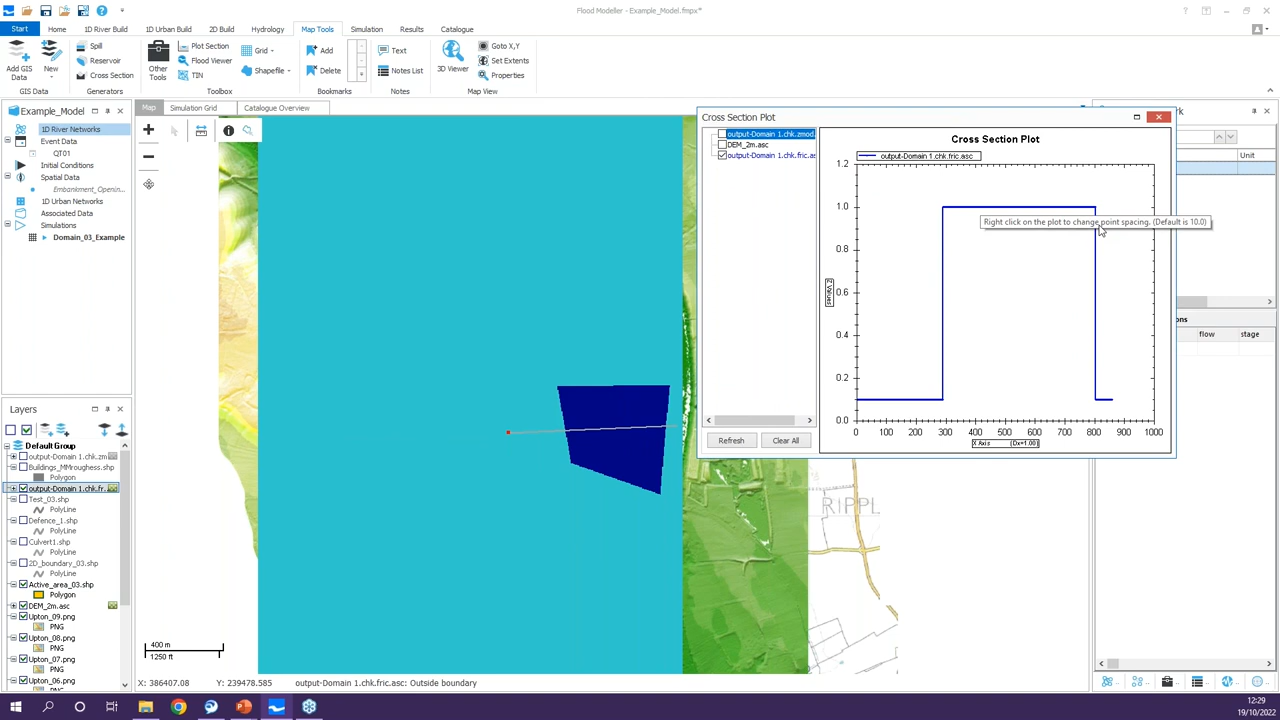 Flood Modeller - Example_Model.fmpx*
Start
Home
1D River Build
1D Urban Build
2D Build
Hydrology
Map Tools
Simulation
Results
Catalogue
Add GIS Data
New
GIS Data
Spill
Reservoir
Cross Section
Generators
Other Tools
Plot Section
Flood Viewer
TIN
Grid
Shapefile
Toolbox
Add
Delete
Bookmarks
Text
Notes List
Notes
3D Viewer
Goto X,Y
Set Extents
Properties
Map View
Example_Model
1D River Networks
Event Data
QT01
Initial Conditions
Spatial Data
Embankment_Openin...
1D Urban Networks
Associated Data
Simulations
Domain_03_Example
Map
Simulation Grid
Catalogue Overview
Layers
Default Group
output-Domain 1.chk.zm
Buildings_MMroughess.shp
Polygon
output-Domain 1.chk.fr.
Test_03.shp
PolyLine
Defence_1.shp
PolyLine
Culvert1.shp
PolyLine
2D_boundary_03.shp
PolyLine
Active_area_03.shp
Polygon
DEM_2m.asc
Upton_09.png
PNG
Upton_08.png
PNG
Upton_07.png
PNG
Upton_06.png
PNG
400 m
1250 ft
X: 386407.08
Y: 239478.585
output-Domain 1.chk.fric.asc: Outside boundary
RIPPL
Cross Section Plot
output-Domain 1.chk.zmod.
DEM_2m.asc
output-Domain 1.chk.fric.as
Refresh
Clear All
Cross Section Plot
output-Domain 1.chk.fric.asc
1.2
1.0
0.8
0.6
0.4
0.2
0.0
Z Values
0
100
200
300
400
500
600
700
800
900
1000
X Axis (Dx=1.00)
Right click on the plot to change point spacing. (Default is 10.0)
rk
Unit
ons
flow
stage
12:29
19/10/2022